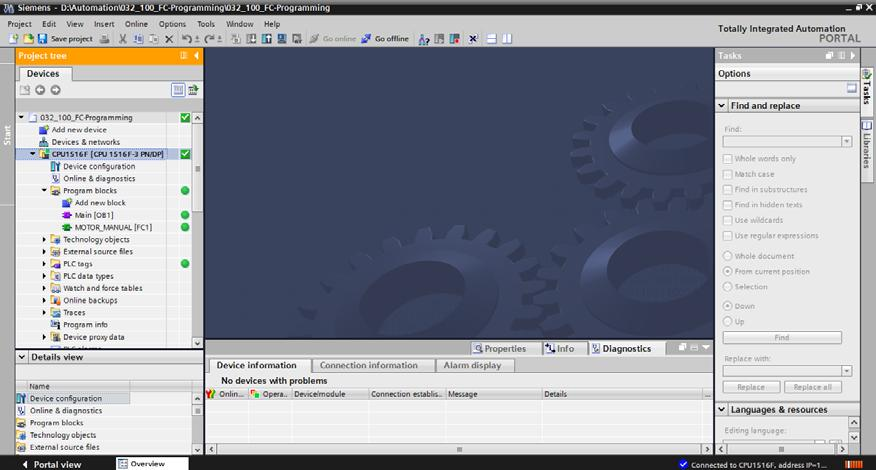 Siemens - D:\Automation\032_100_FC-Programming\032_100_FC-Programming
Project Edit View Insert Online Options Tools Window Help
Totally Integrated Automation
PORTAL
Save project Go online Go offline
Project tree
Devices
Start
032_100_FC-Programming
Add new device
Devices & networks
CPU1516F [CPU 1516F-3 PN/DP]
Device configuration
Online & diagnostics
Program blocks
Add new block
Main [OB1]
MOTOR_MANUAL [FC1]
Technology objects
External source files
PLC tags
PLC data types
Watch and force tables
Online backups
Traces
Program info
Device proxy data
Details view
Name
Device configuration
Online & diagnostics
Program blocks
Technology objects
External source files
Properties Info Diagnostics
Device information Connection information Alarm display
No devices with problems
Onlin... Opera.. Device/module Connection establis.. Message Details ...
Tasks
Options
Find and replace
Find:
Whole words only
Match case
Find in substructures
Find in hidden texts
Use wildcards
Use regular expressions
Whole document
From current position
Selection
Down
Up
Find
Replace with:
Replace Replace all
Languages & resources
Editing language:
Tasks
Libraries
Portal view Overview Connected to CPU1516F, address IP=1...